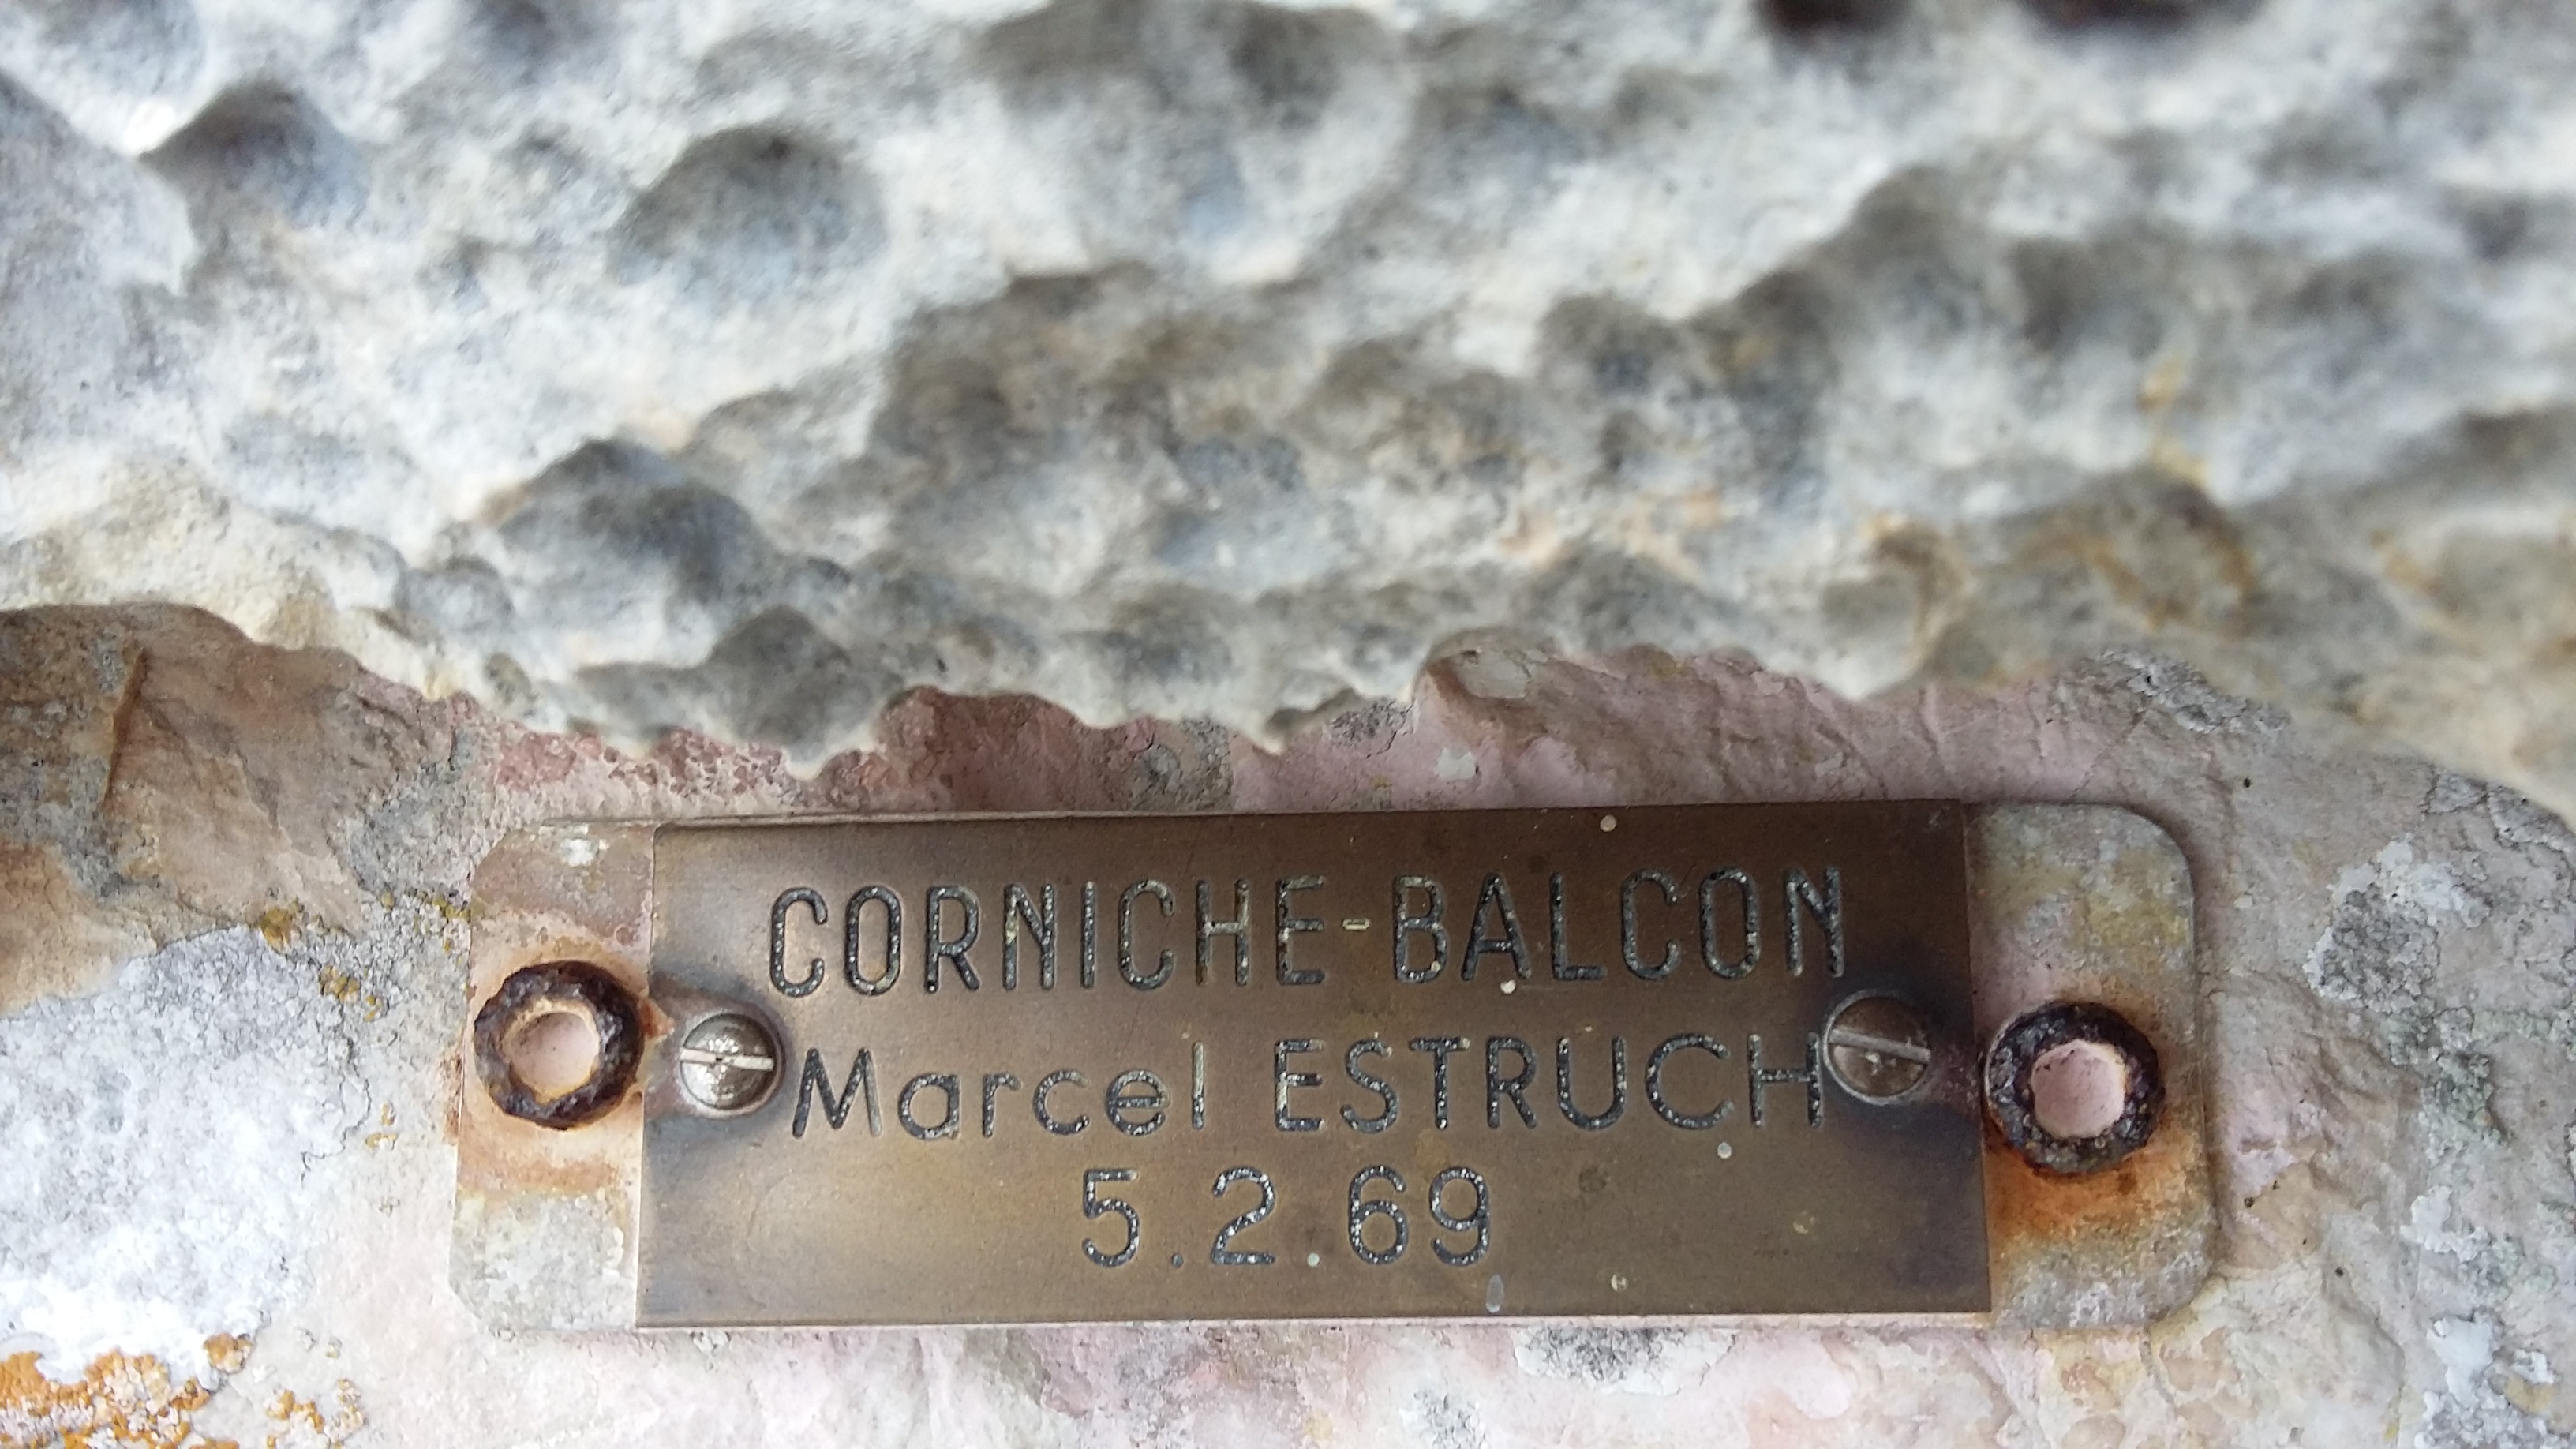 CORNICHE-BALCON
Marcel ESTRUCH
5.2.69